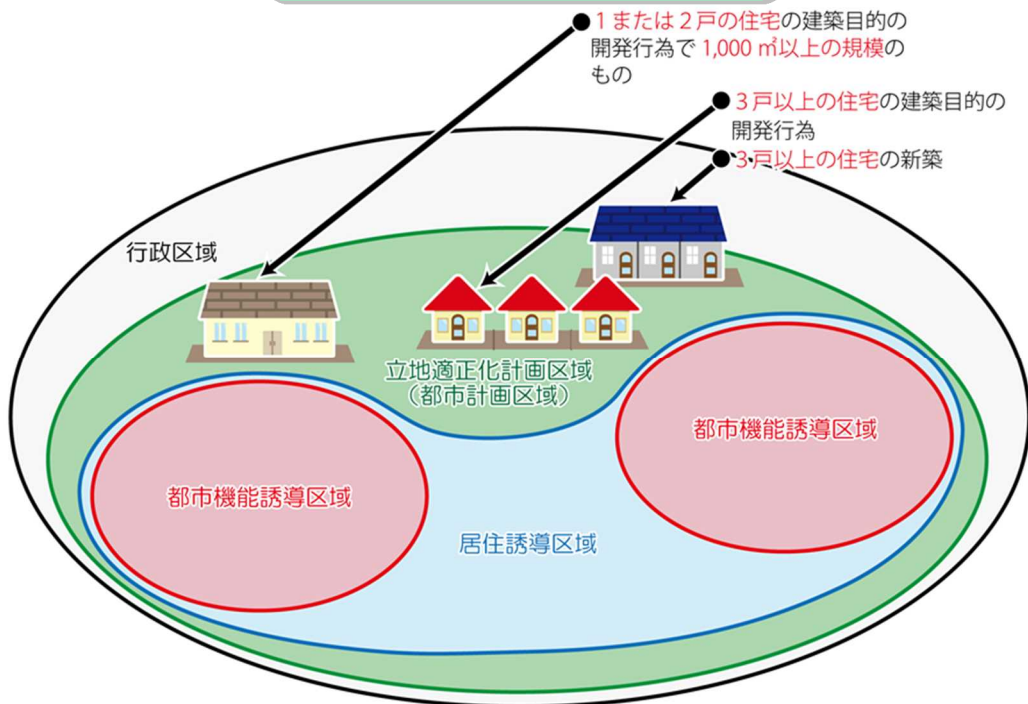 1または2戸の住宅の建築目的の
開発行為で1,000㎡以上の規模の
もの
3戸以上の住宅の建築目的の
開発行為
3戸以上の住宅の新築
行政区域
立地適正化計画区域
(都市計画区域)
都市機能誘導区域
都市機能誘導区域
居住誘導区域